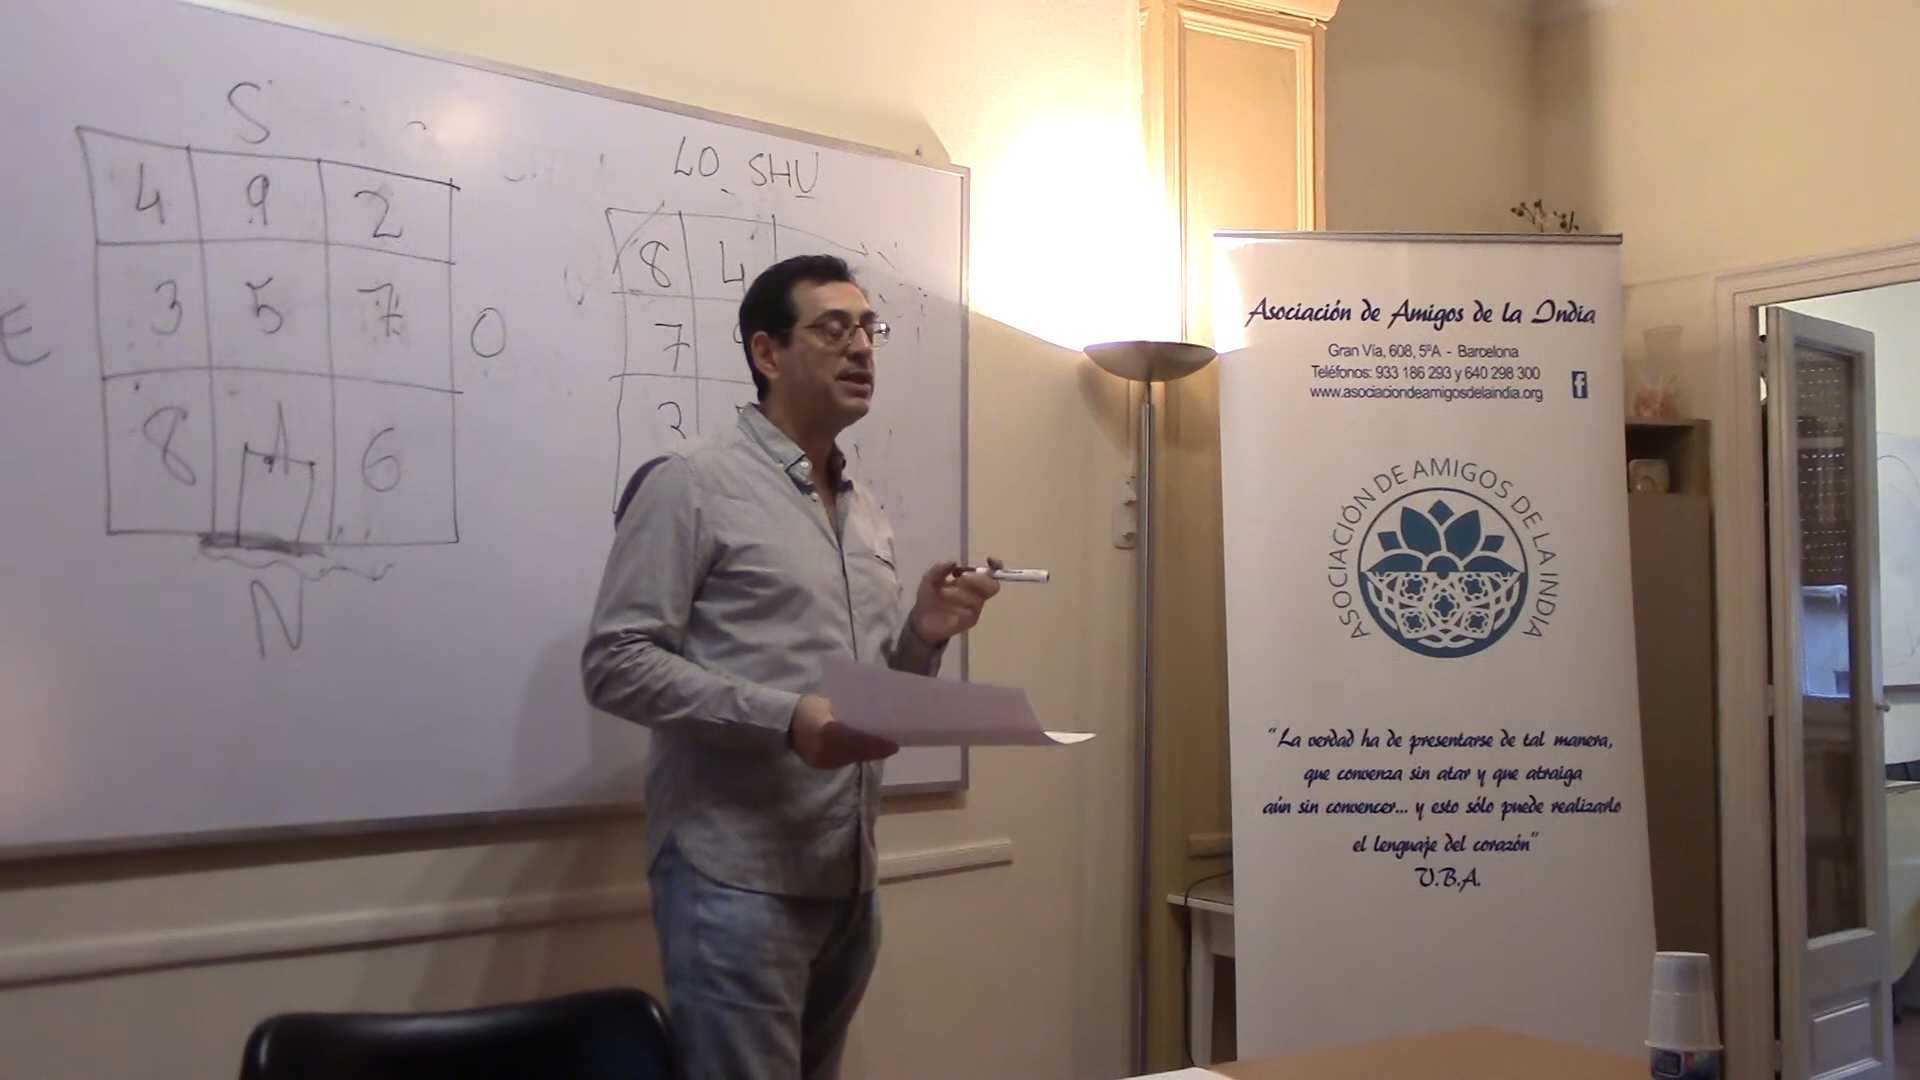 S
4 9 2
E 3 5 7 O
8 1 6
N
LO SHU
8 4
7
Asociación de Amigos de la India
Gran Vía, 608, 5ºA - Barcelona
Teléfonos: 933 186 293 y 640 298 300
www.asociaciondeamigosdelaindia.org
f
ASOCIACIÓN DE AMIGOS DE LA INDIA
"La verdad ha de presentarse de tal manera,
que convenza sin atar y que atraiga
aún sin convencer... y esto sólo puede realizarlo
el lenguaje del corazón"
V.B.A.